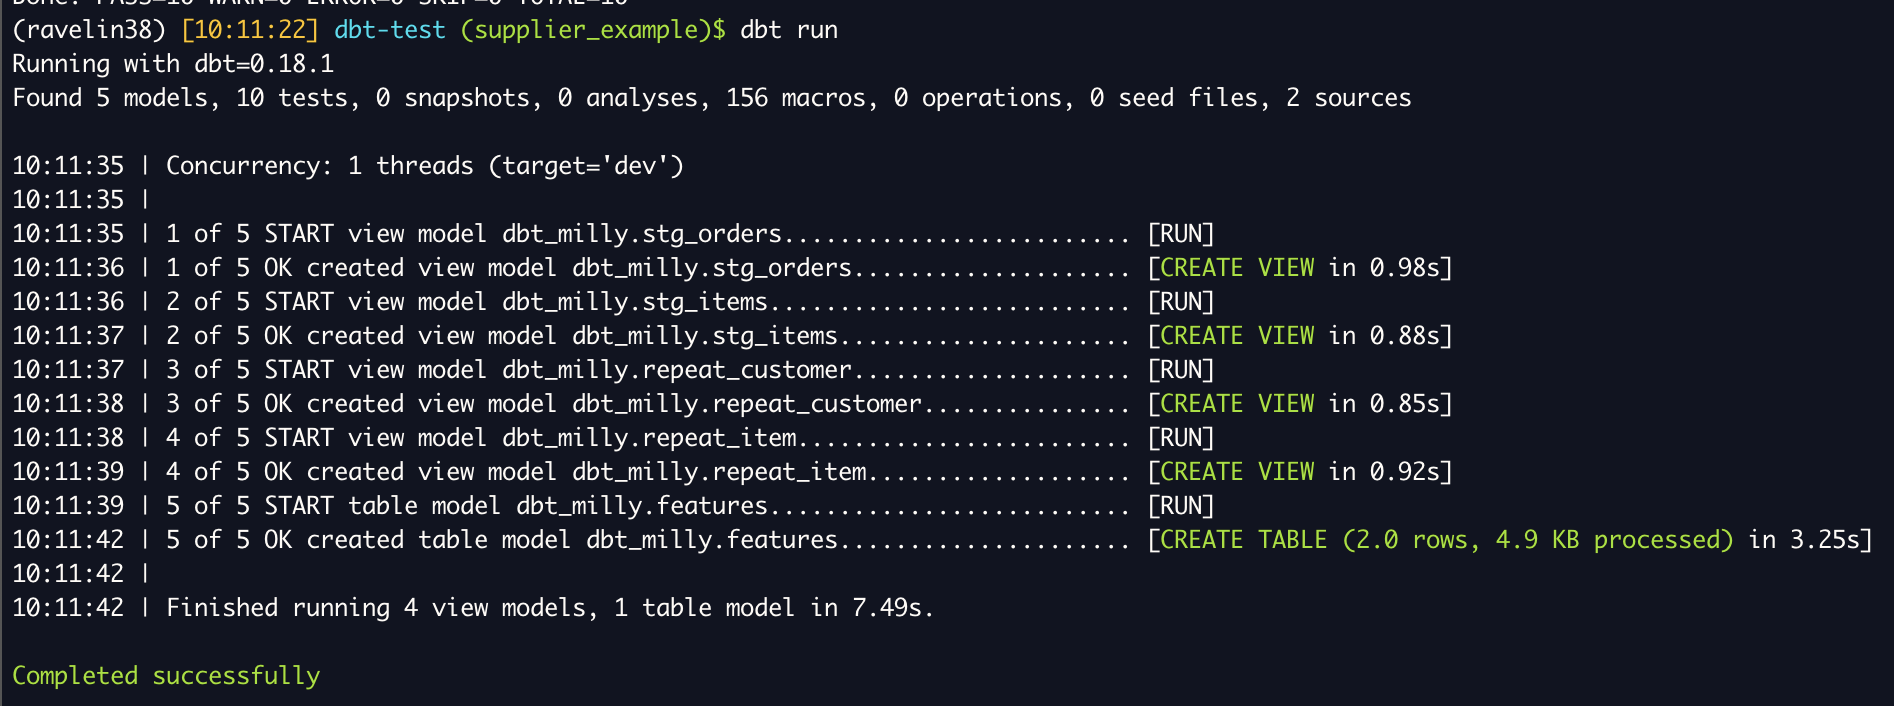 Done. PASS=10 WARN=0 ERROR=0 SKIP=0 TOTAL=10
(ravelin38) [10:11:22] dbt-test (supplier_example)$ dbt run
Running with dbt=0.18.1
Found 5 models, 10 tests, 0 snapshots, 0 analyses, 156 macros, 0 operations, 0 seed files, 2 sources
10:11:35 | Concurrency: 1 threads (target='dev')
10:11:35 |
10:11:35 | 1 of 5 START view model dbt_milly.stg_orders......................... [RUN]
10:11:36 | 1 of 5 OK created view model dbt_milly.stg_orders.................... [CREATE VIEW in 0.98s]
10:11:36 | 2 of 5 START view model dbt_milly.stg_items.......................... [RUN]
10:11:37 | 2 of 5 OK created view model dbt_milly.stg_items..................... [CREATE VIEW in 0.88s]
10:11:37 | 3 of 5 START view model dbt_milly.repeat_customer.................... [RUN]
10:11:38 | 3 of 5 OK created view model dbt_milly.repeat_customer............... [CREATE VIEW in 0.85s]
10:11:38 | 4 of 5 START view model dbt_milly.repeat_item........................ [RUN]
10:11:39 | 4 of 5 OK created view model dbt_milly.repeat_item................... [CREATE VIEW in 0.92s]
10:11:39 | 5 of 5 START table model dbt_milly.features.......................... [RUN]
10:11:42 | 5 of 5 OK created table model dbt_milly.features..................... [CREATE TABLE (2.0 rows, 4.9 KB processed) in 3.25s]
10:11:42 |
10:11:42 | Finished running 4 view models, 1 table model in 7.49s.
Completed successfully